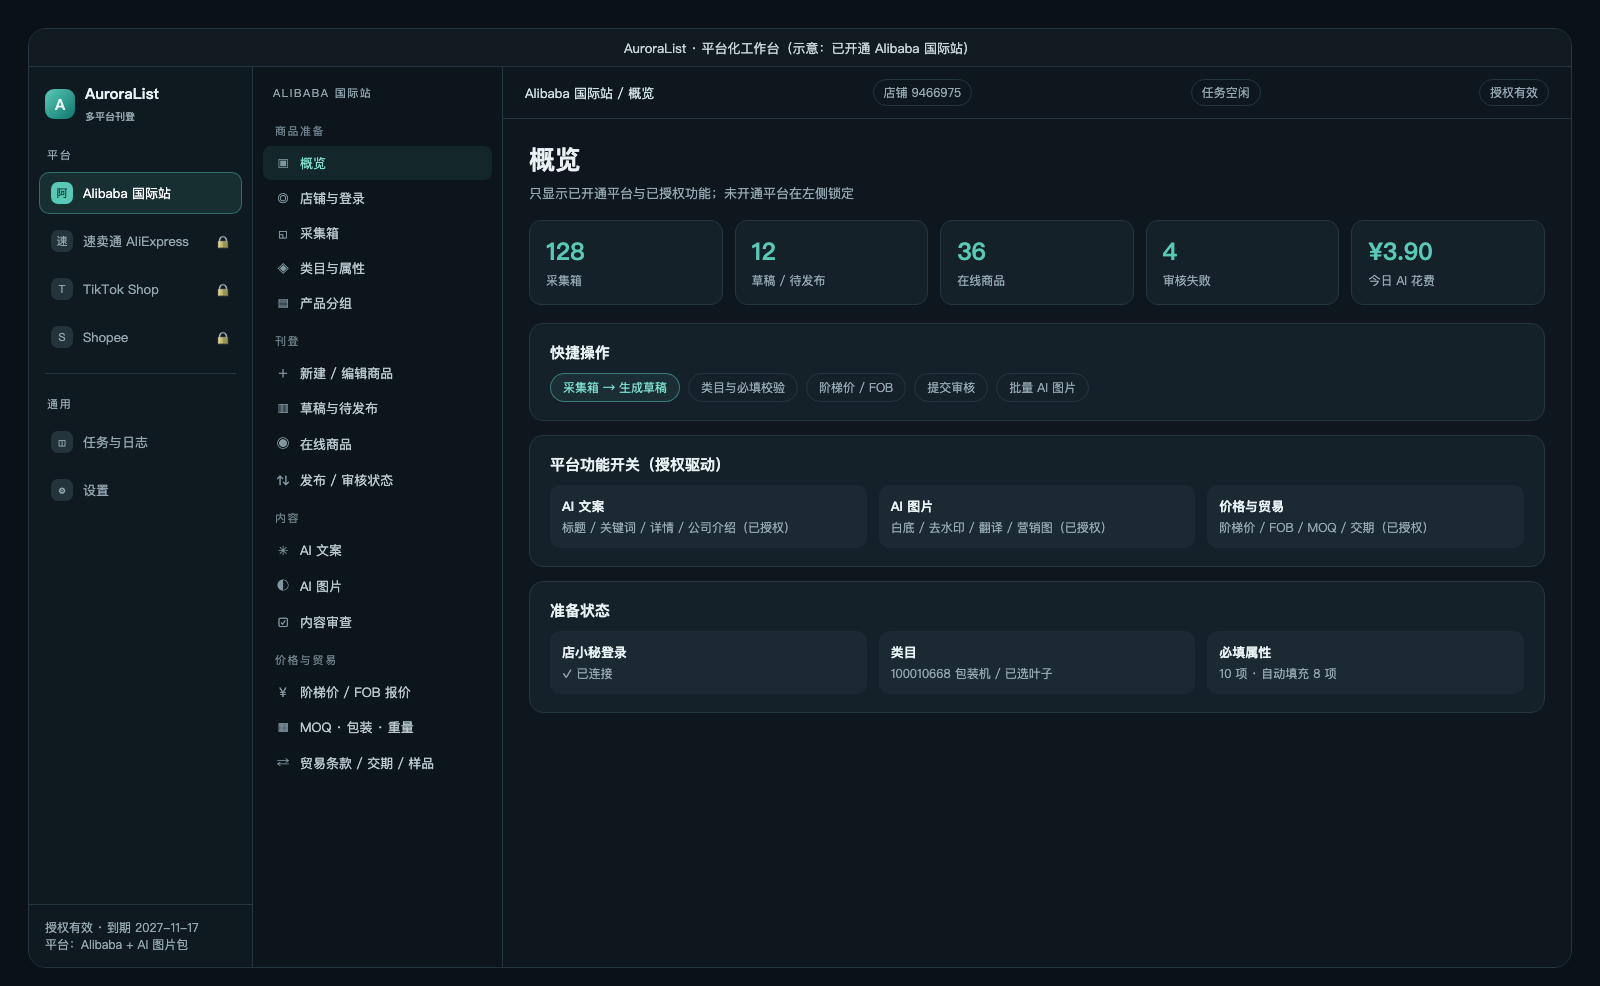 AuroraList · 平台化工作台（示意：已开通 Alibaba 国际站）
A
AuroraList
多平台刊登
平台
阿 Alibaba 国际站
速 速卖通 AliExpress
T TikTok Shop
S Shopee
通用
任务与日志
设置
授权有效 · 到期 2027-11-17
平台：Alibaba + AI 图片包
ALIBABA 国际站
商品准备
概览
店铺与登录
采集箱
类目与属性
产品分组
刊登
新建 / 编辑商品
草稿与待发布
在线商品
发布 / 审核状态
内容
AI 文案
AI 图片
内容审查
价格与贸易
¥ 阶梯价 / FOB 报价
MOQ · 包装 · 重量
贸易条款 / 交期 / 样品
Alibaba 国际站 / 概览
店铺 9466975
任务空闲
授权有效
概览
只显示已开通平台与已授权功能；未开通平台在左侧锁定
128
采集箱
12
草稿 / 待发布
36
在线商品
4
审核失败
¥3.90
今日 AI 花费
快捷操作
采集箱 → 生成草稿
类目与必填校验
阶梯价 / FOB
提交审核
批量 AI 图片
平台功能开关（授权驱动）
AI 文案
标题 / 关键词 / 详情 / 公司介绍（已授权）
AI 图片
白底 / 去水印 / 翻译 / 营销图（已授权）
价格与贸易
阶梯价 / FOB / MOQ / 交期（已授权）
准备状态
店小秘登录
✓ 已连接
类目
100010668 包装机 / 已选叶子
必填属性
10 项 · 自动填充 8 项